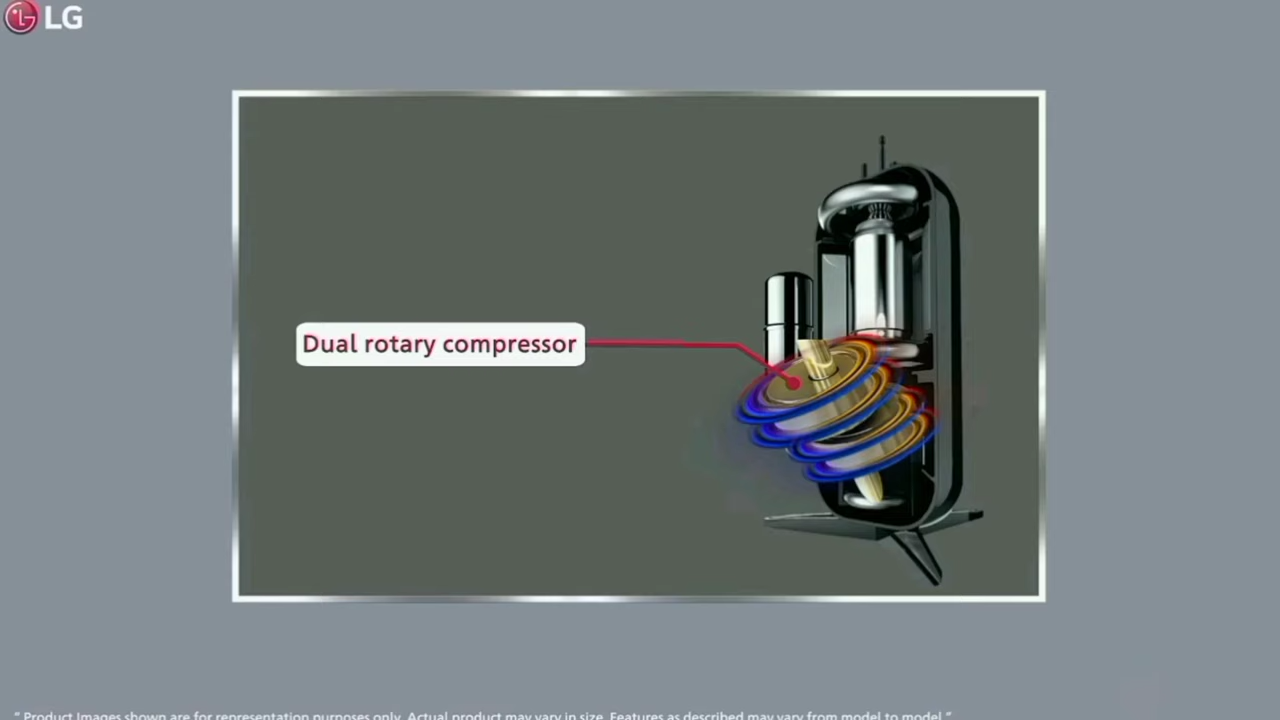 LG
Dual rotary compressor
" Product Images shown are for representation purposes only. Actual product may vary in size. Features as described may vary from model to model "